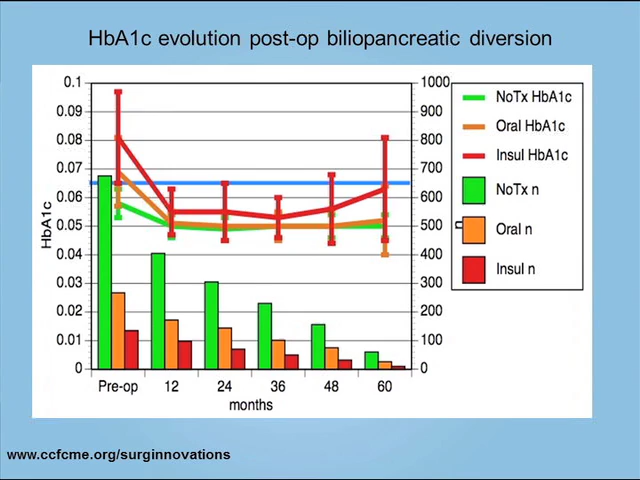 HbA1c evolution post-op biliopancreatic diversion
0.1
0.09
0.08
0.07
0.06
0.05
0.04
0.03
0.02
0.01
0
HbA1c
1000
900
800
700
600
500
400
300
200
100
0
n
Pre-op 12 24 36 48 60
months
NoTx HbA1c
Oral HbA1c
Insul HbA1c
NoTx n
Oral n
Insul n
www.ccfcme.org/surginnovations